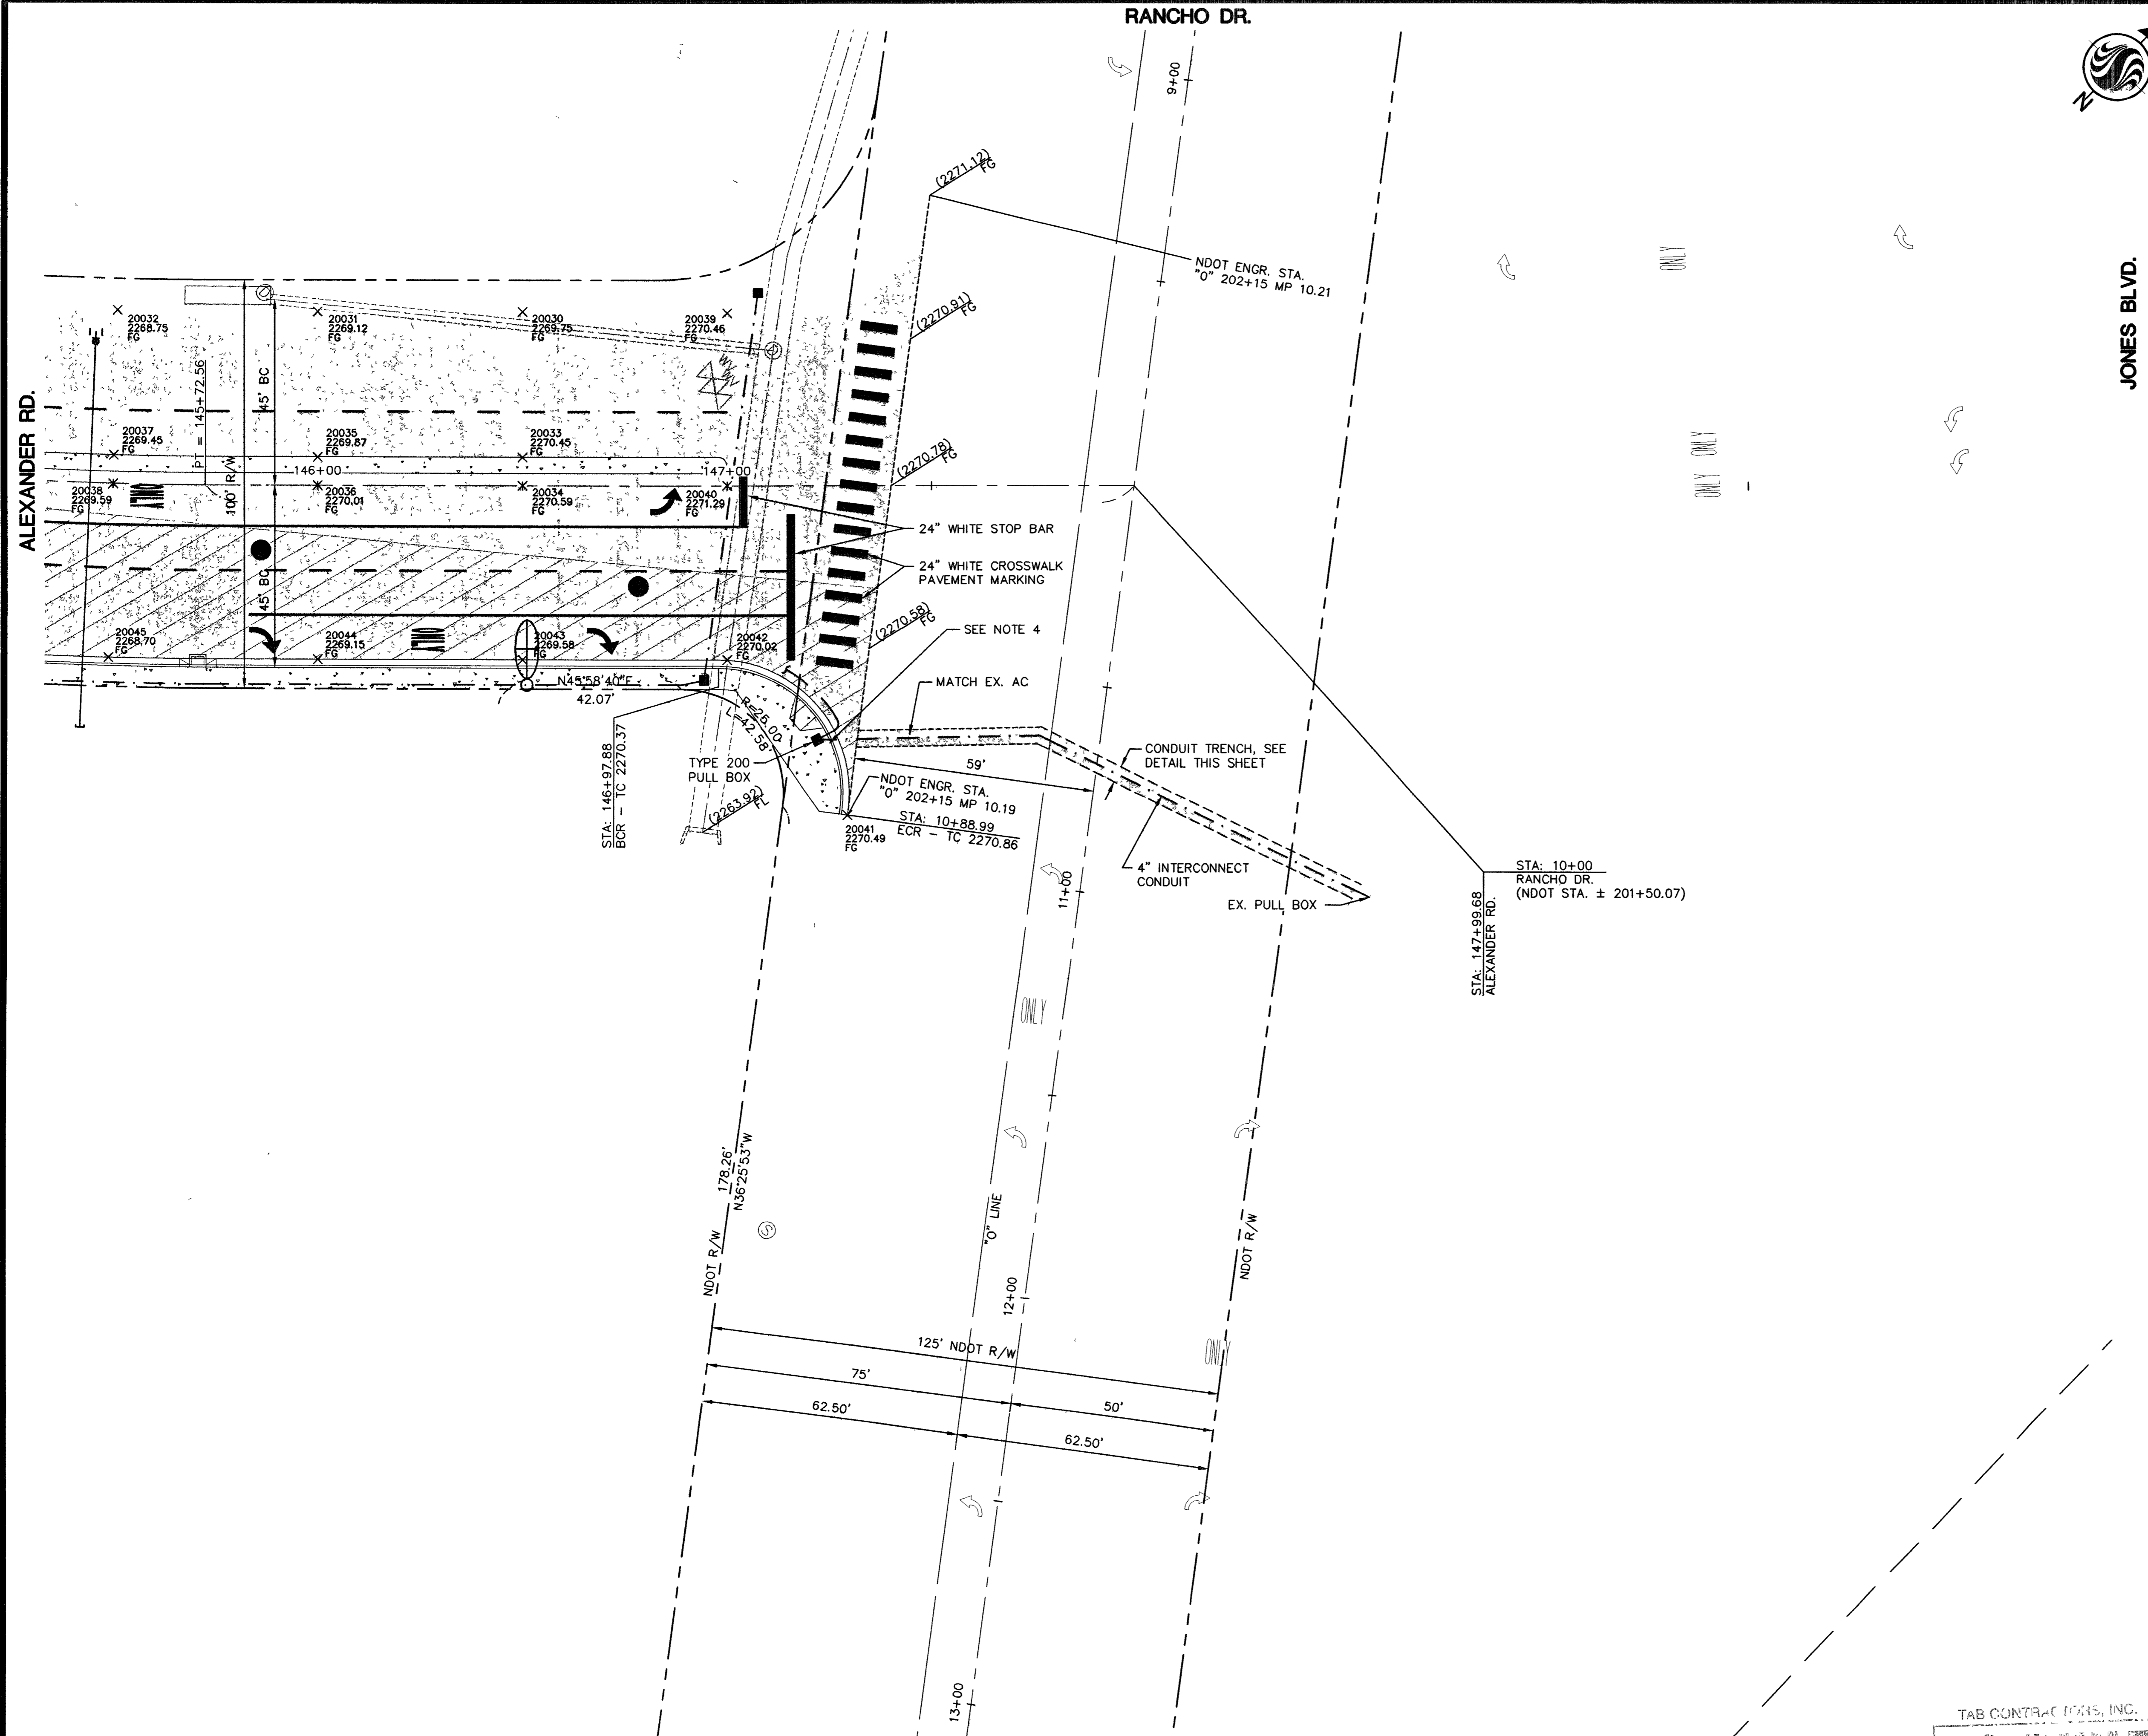 RANCHO DR.
N
9+00
(2271.12)
FG
NDOT ENGR. STA.
"O" 202+15 MP 10.21
ONLY
JONES BLVD.
(2270.91)
FG
20032
2268.75
FG
20031
2269.12
FG
20030
2269.75
FG
20039
2270.46
FG
ALEXANDER RD.
PT = 145+72.56
45' BC
100' R/W
20037
2269.45
FG
20035
2269.87
FG
20033
2270.45
FG
(2270.78)
FG
ONLY ONLY
146+00
147+00
20038
2269.59
FG
20036
2270.01
FG
20034
2270.59
FG
20040
2271.29
FG
24" WHITE STOP BAR
24" WHITE CROSSWALK
PAVEMENT MARKING
45' BC
(2270.58)
FG
SEE NOTE 4
20045
2268.70
FG
20044
2269.15
FG
20043
2269.58
FG
20042
2270.02
FG
N45°58'40"E
42.07'
MATCH EX. AC
R=26.00'
L=42.58'
STA: 146+97.88
BCR - TC 2270.37
TYPE 200
PULL BOX
(2263.92)
FL
59'
CONDUIT TRENCH, SEE
DETAIL THIS SHEET
NDOT ENGR. STA.
"O" 202+15 MP 10.19
STA: 10+88.99
ECR - TC 2270.86
20041
2270.49
FG
11+00
4" INTERCONNECT
CONDUIT
EX. PULL BOX
STA: 10+00
RANCHO DR.
(NDOT STA. ± 201+50.07)
STA: 147+99.68
ALEXANDER RD.
ONLY
178.26'
N36°25'53"W
S
"O" LINE
NDOT R/W
NDOT R/W
12+00
125' NDOT R/W
ONLY
75'
50'
62.50'
62.50'
13+00
TAB CONTRACTORS, INC.